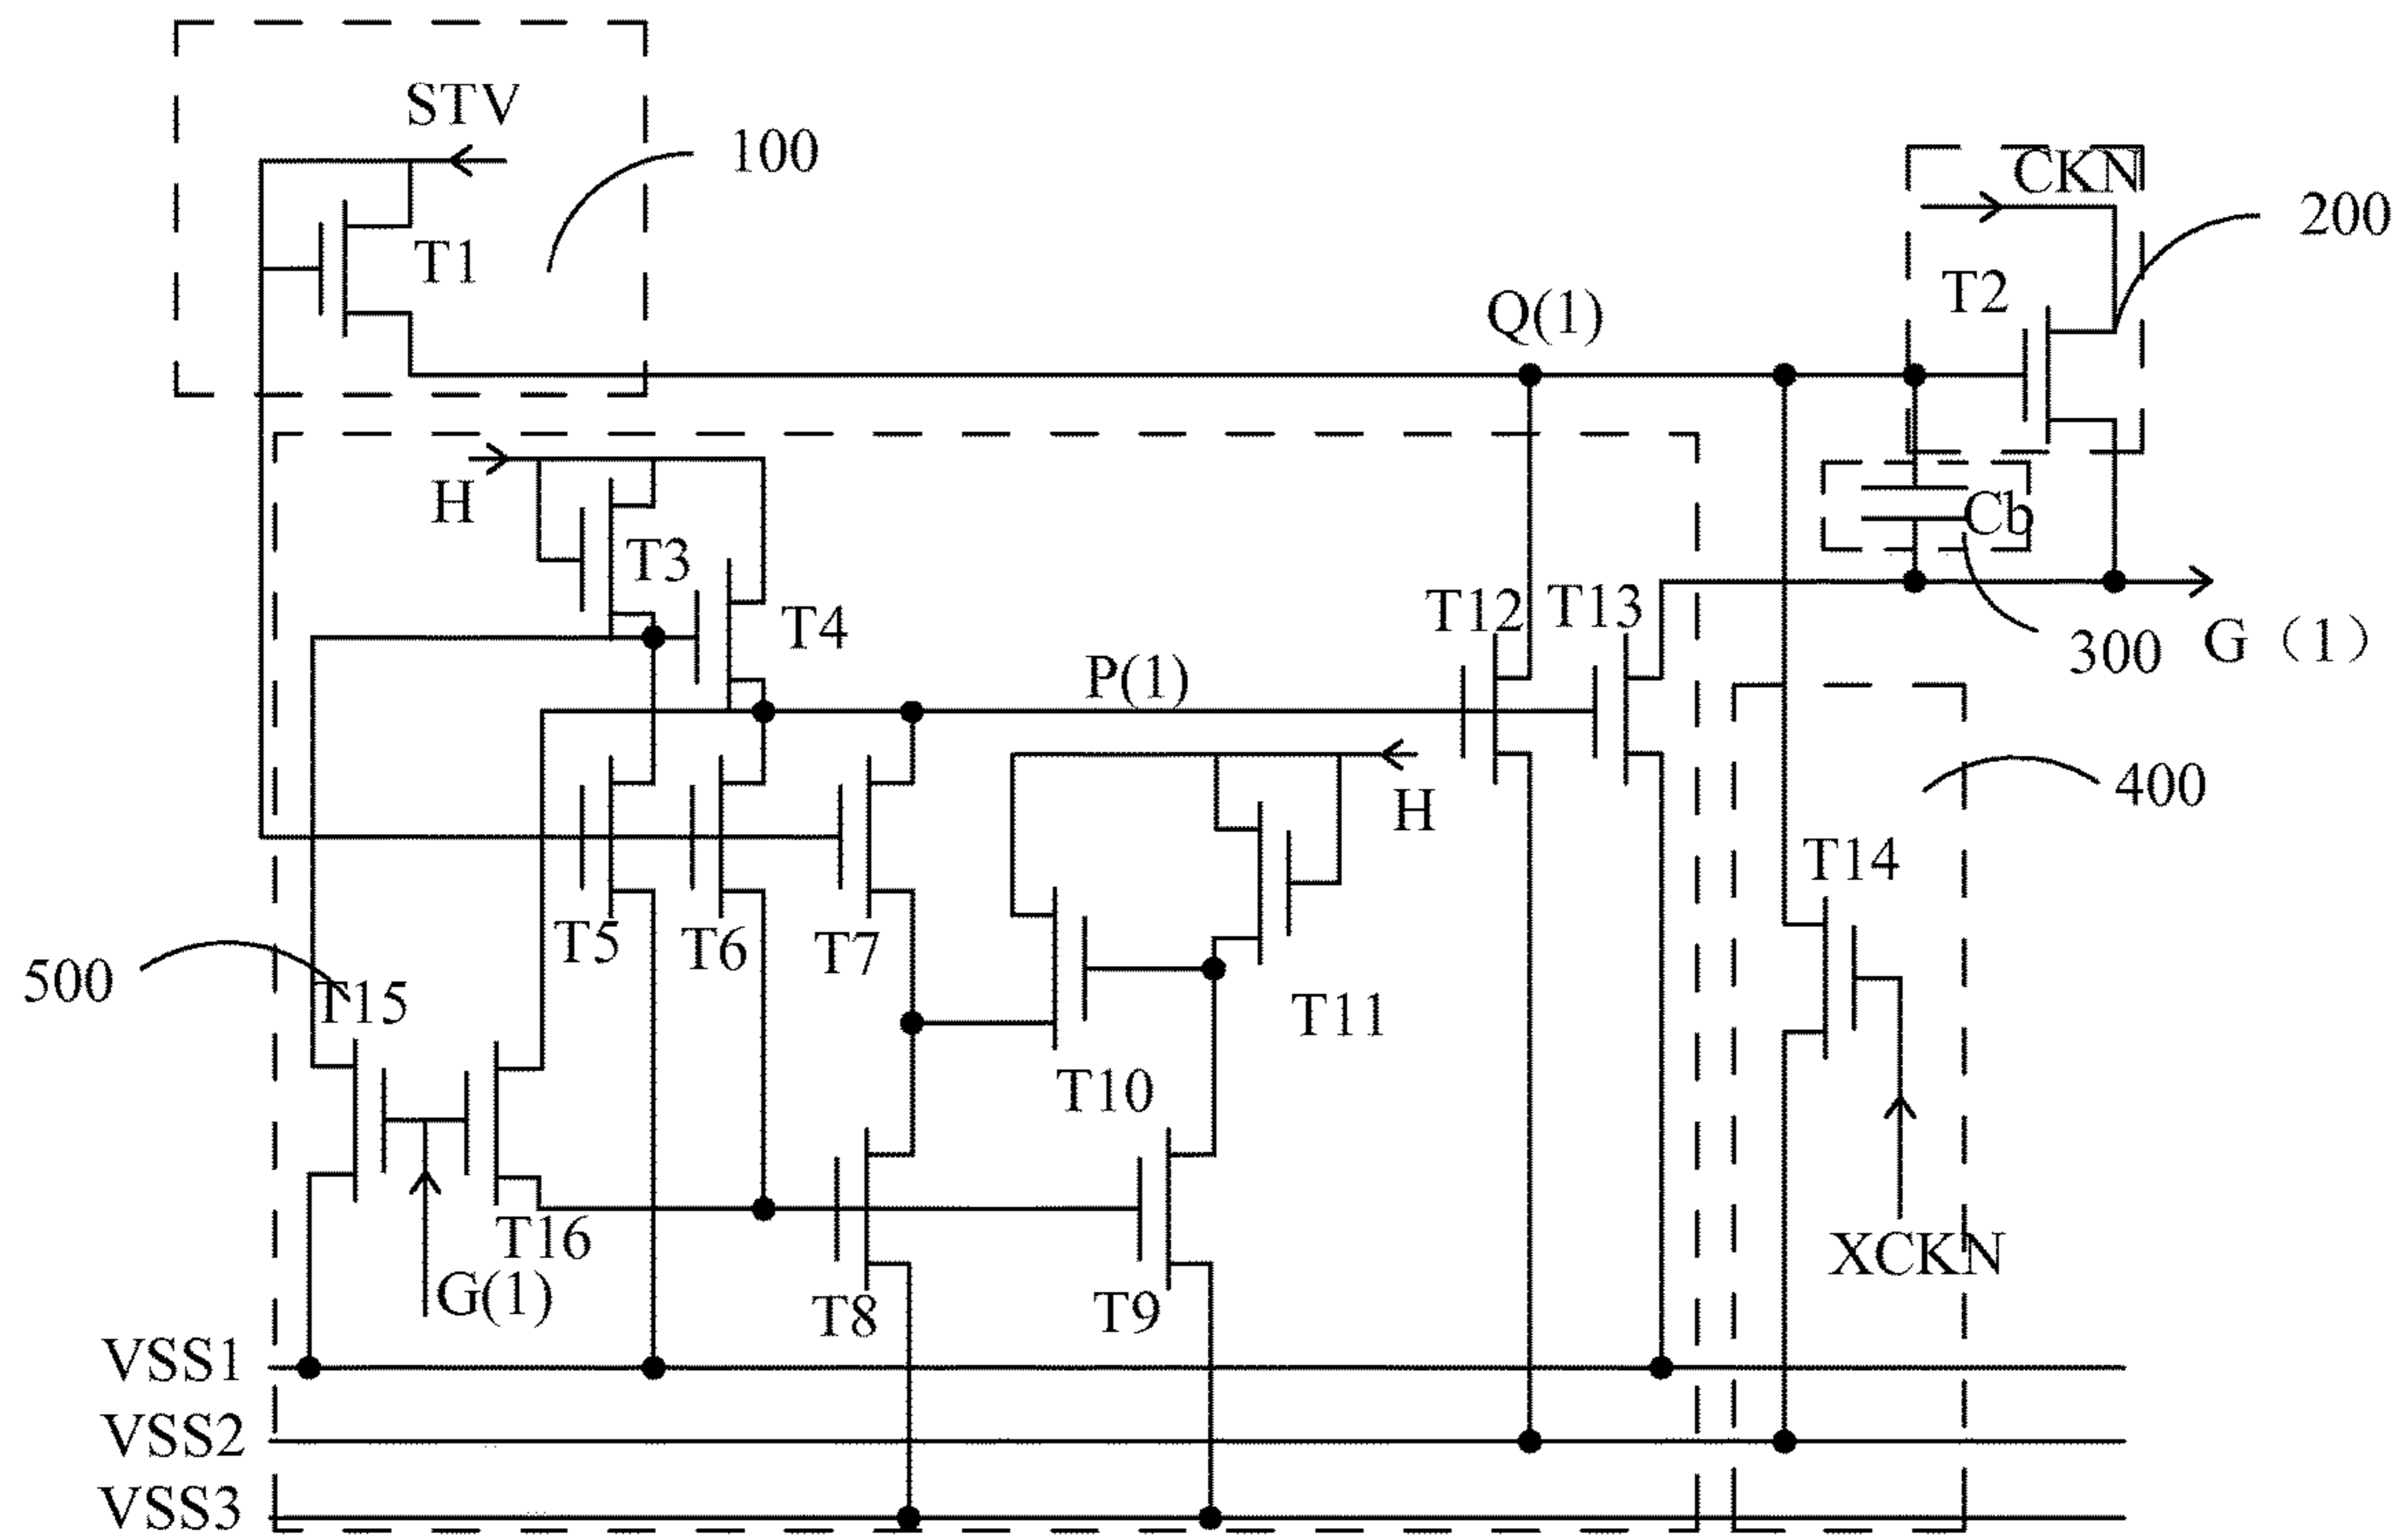 STV
100
CKN
200
T1
T2
Q(1)
H
Cb
T3
T4
T12
T13
300
G（1）
P(1)
H
400
T14
T5
T6
T7
500
T15
T11
T10
T16
XCKN
G(1)
T8
T9
VSS1
VSS2
VSS3